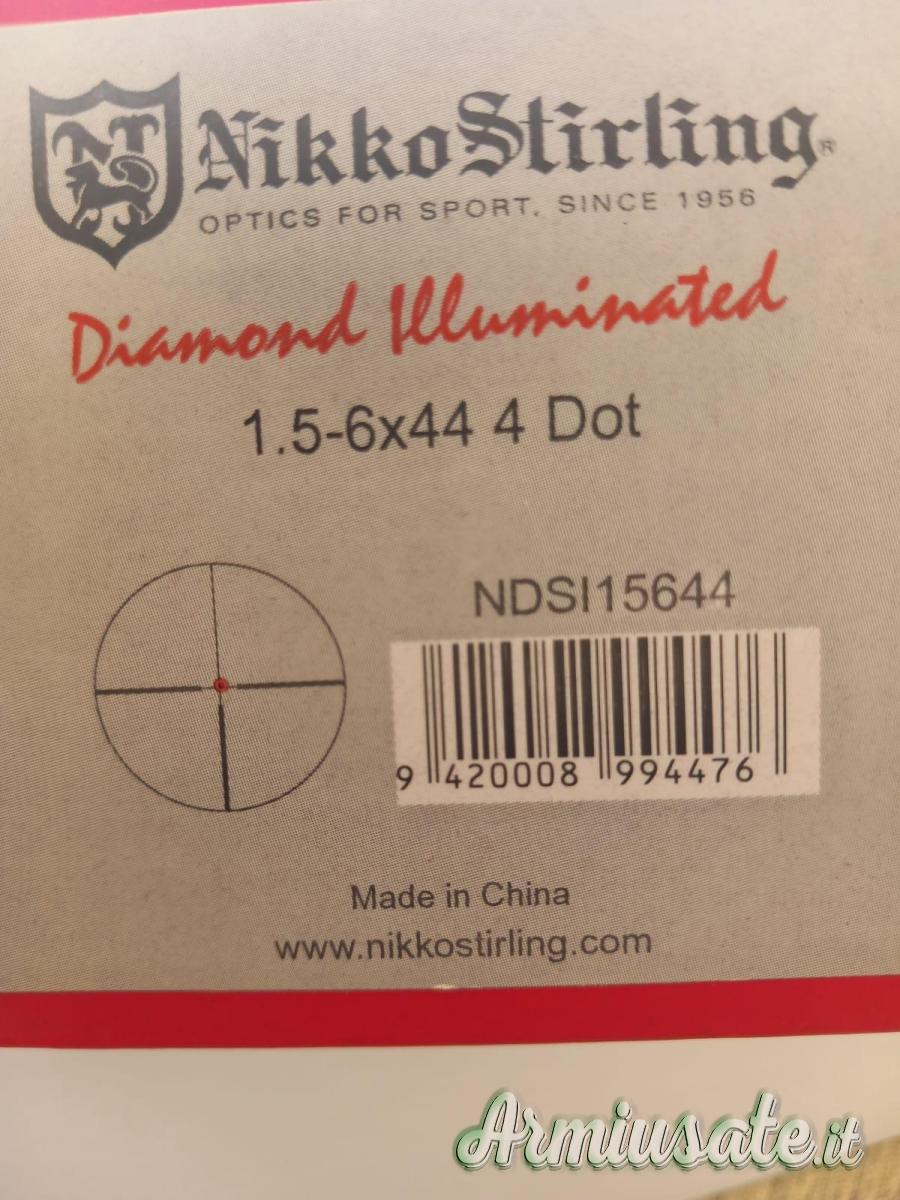 NikkoStirling®
OPTICS FOR SPORT. SINCE 1956
Diamond Illuminated
1.5-6x44 4 Dot
NDSI15644
9 420008 994476
Made in China
www.nikkostirling.com
Armiusate.it